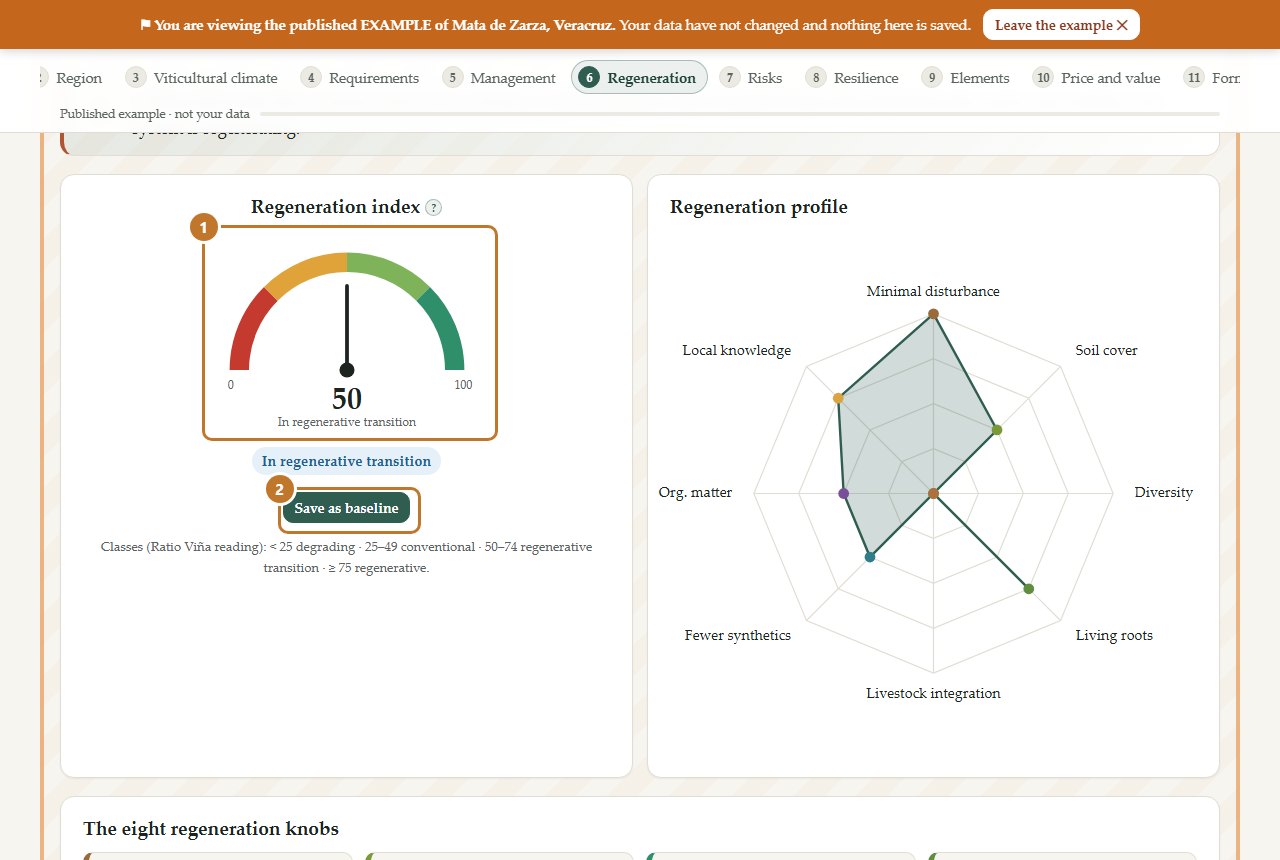 ⚑ You are viewing the published EXAMPLE of Mata de Zarza, Veracruz. Your data have not changed and nothing here is saved. Leave the example ✕
Region 3 Viticultural climate 4 Requirements 5 Management 6 Regeneration 7 Risks 8 Resilience 9 Elements 10 Price and value 11
Published example · not your data
system is regenerating.
Regeneration index ?
1
0 100
50
In regenerative transition
In regenerative transition
2
Save as baseline
Classes (Ratio Viña reading): < 25 degrading · 25–49 conventional · 50–74 regenerative
transition · ≥ 75 regenerative.
Regeneration profile
Minimal disturbance
Local knowledge
Soil cover
Org. matter
Diversity
Fewer synthetics
Living roots
Livestock integration
The eight regeneration knobs